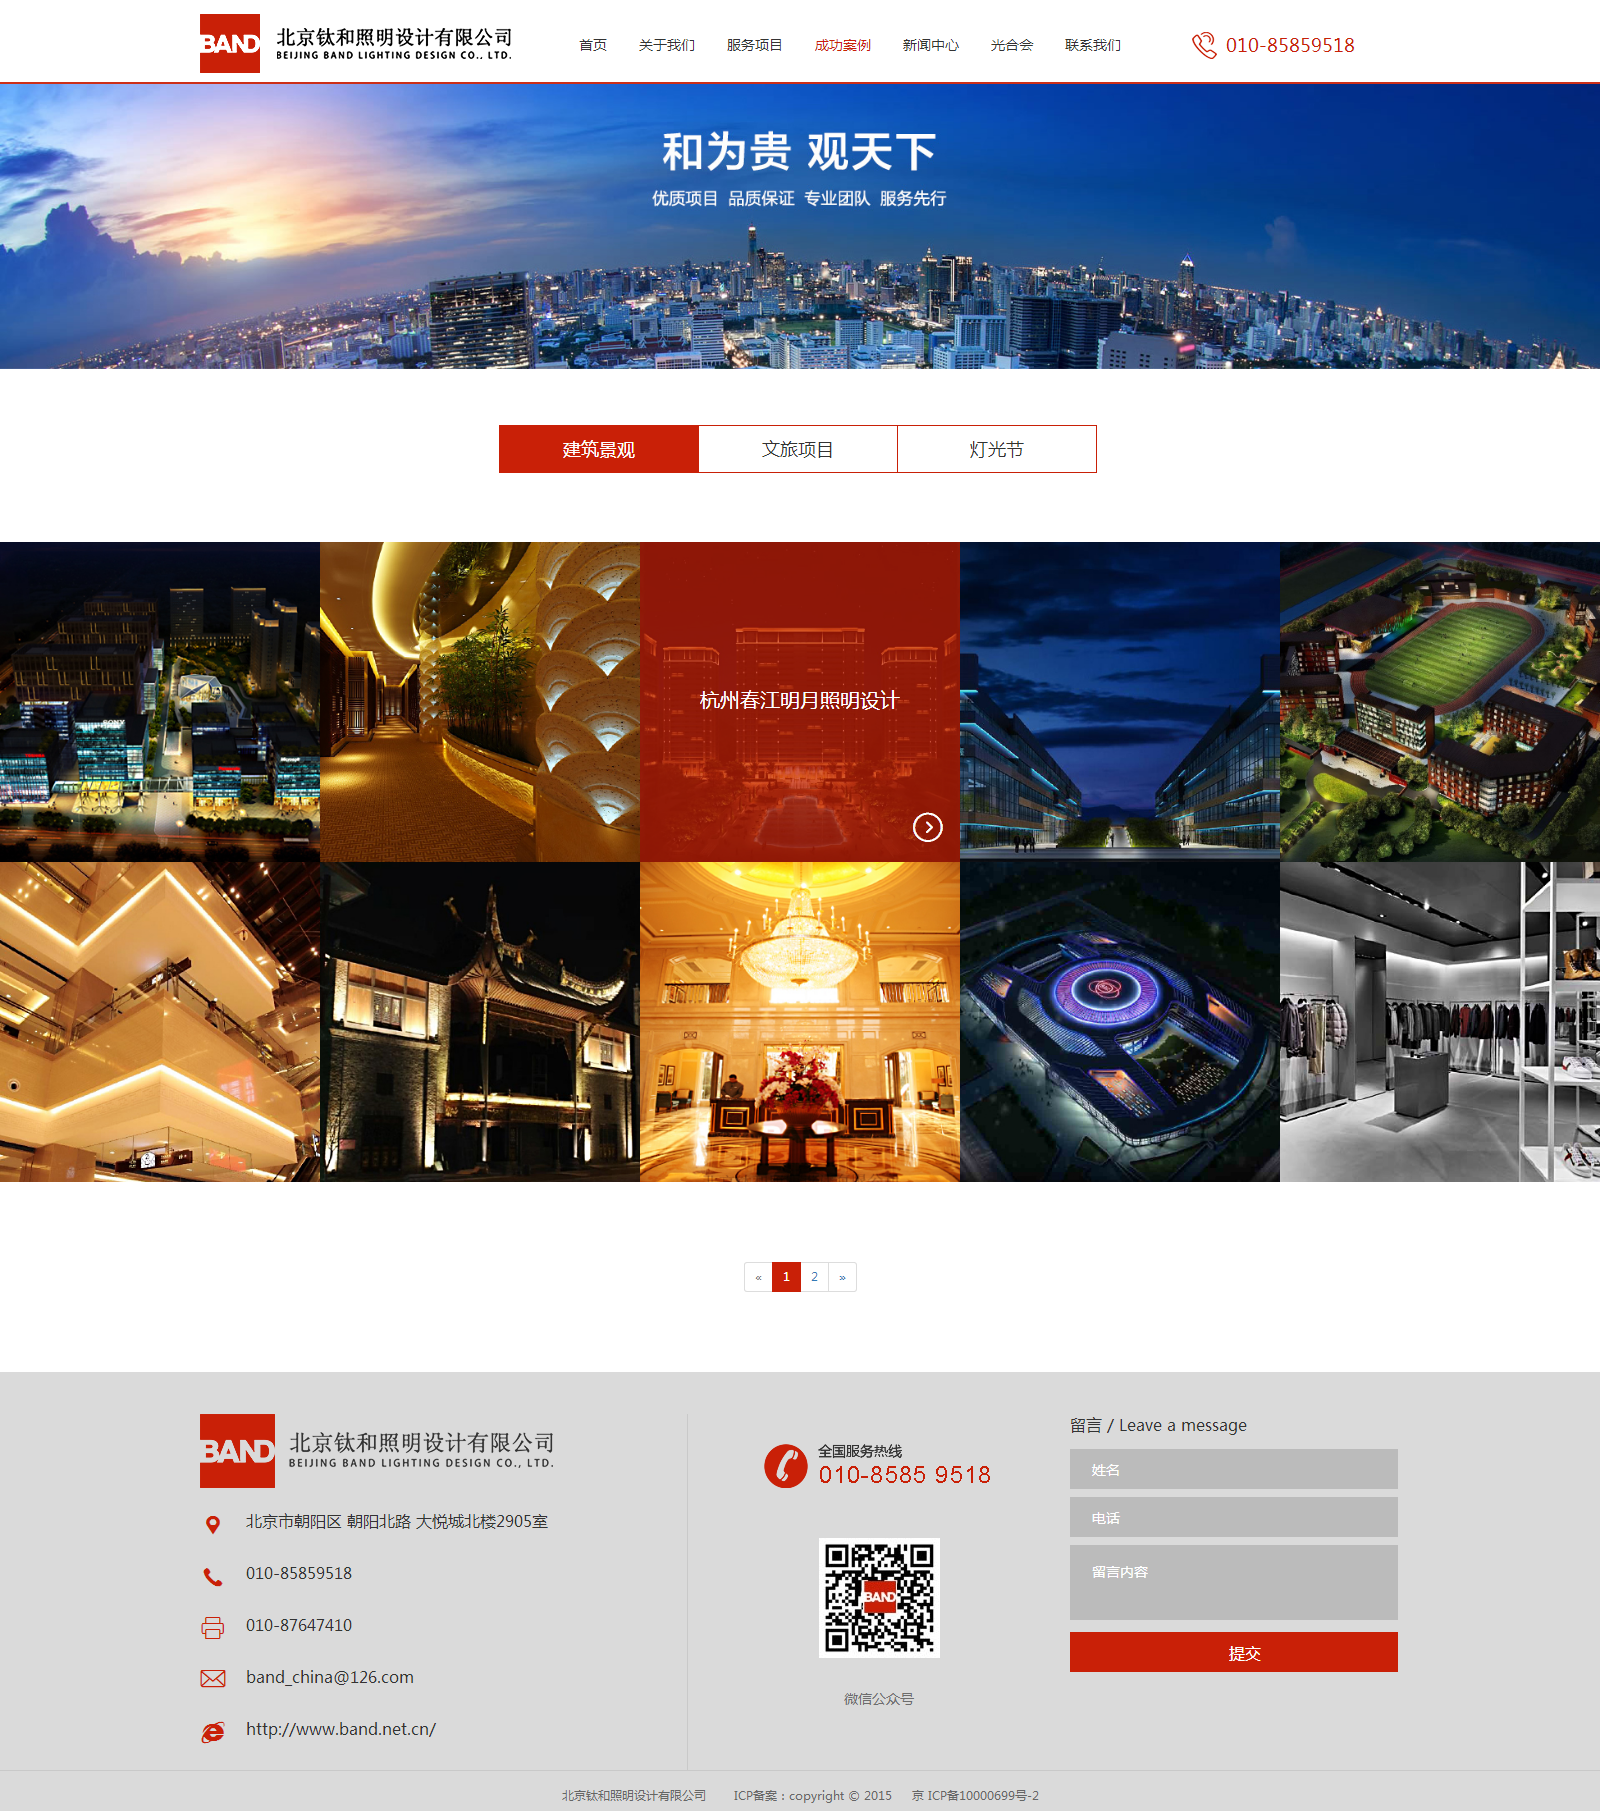 BAND
北京钛和照明设计有限公司
BEIJING BAND LIGHTING DESIGN CO., LTD.
首页 关于我们 服务项目 成功案例 新闻中心 光合会 联系我们
010-85859518
和为贵 观天下
优质项目 品质保证 专业团队 服务先行
建筑景观 文旅项目 灯光节
SONY
杭州春江明月照明设计
« 1 2 »
BAND
北京钛和照明设计有限公司
BEIJING BAND LIGHTING DESIGN CO., LTD.
北京市朝阳区 朝阳北路 大悦城北楼2905室
010-85859518
010-87647410
band_china@126.com
http://www.band.net.cn/
全国服务热线
010-8585 9518
BAND
微信公众号
留言 / Leave a message
姓名
电话
留言内容
提交
北京钛和照明设计有限公司 ICP备案：copyright © 2015 京 ICP备10000699号-2